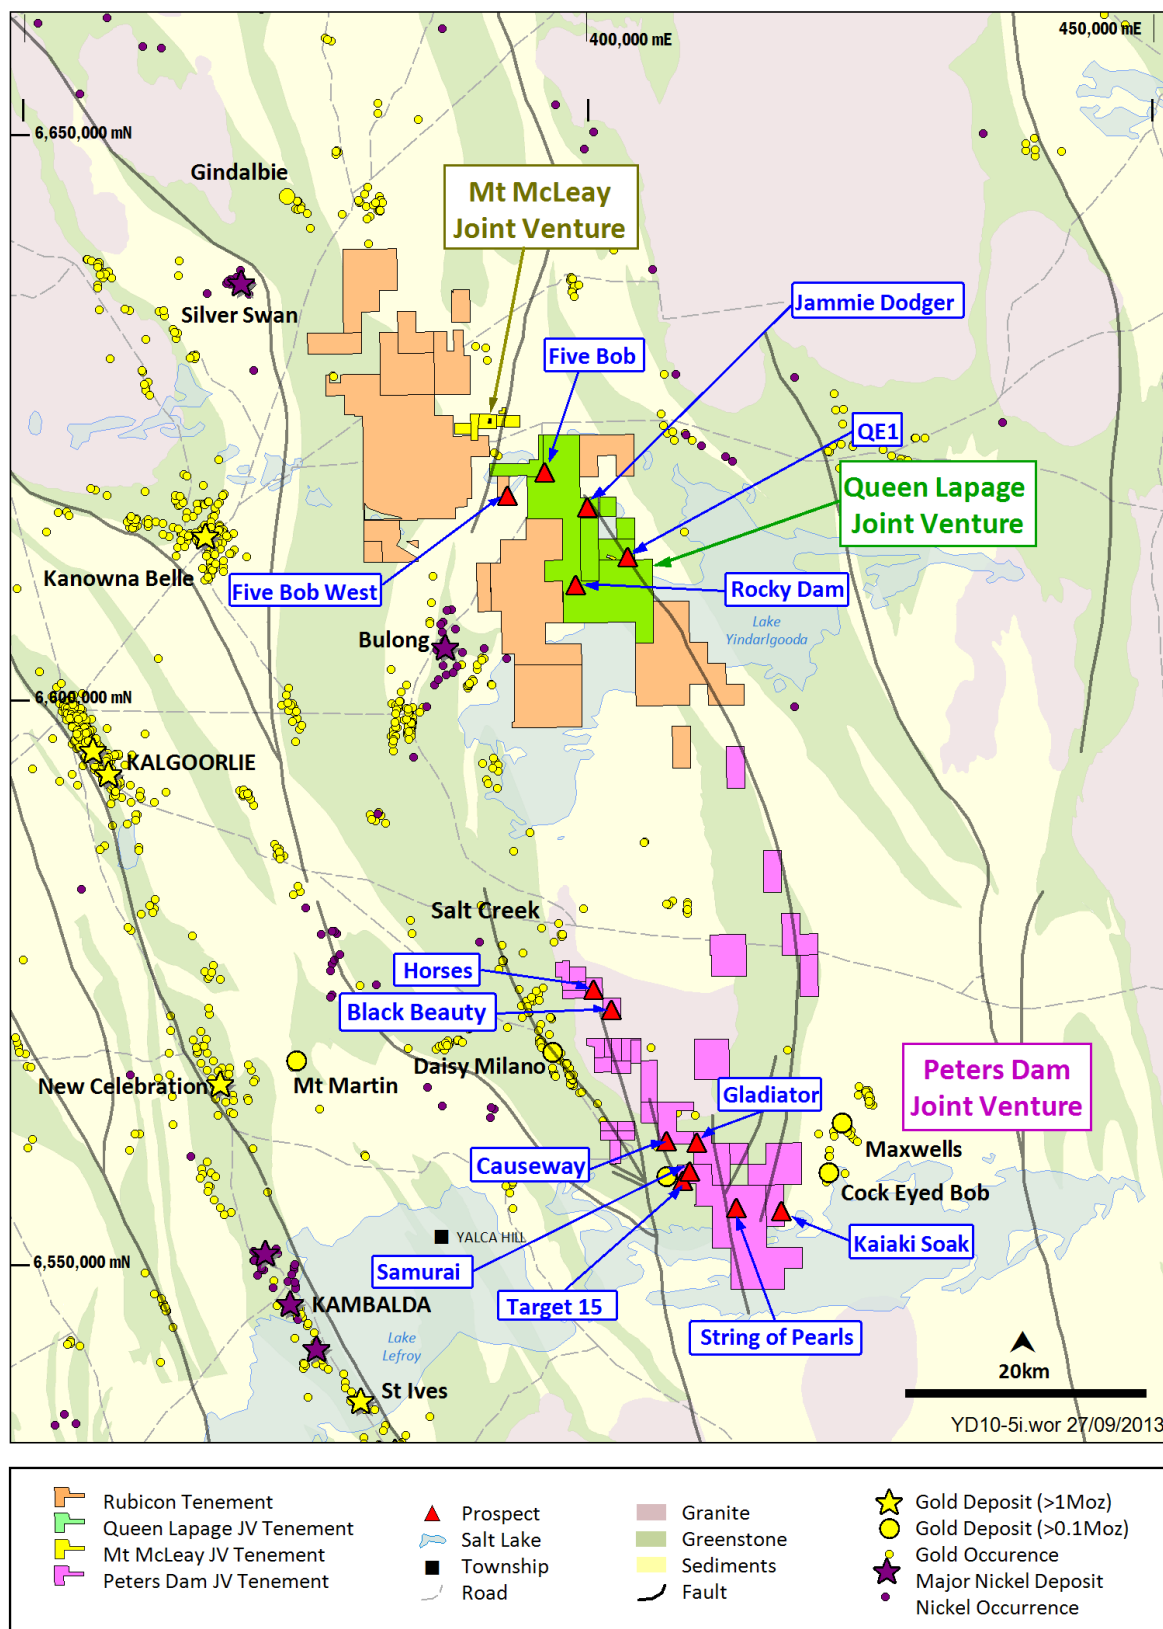 400,000 mE
450,000 mE
6,650,000 mN
Gindalbie
Mt McLeay
Joint Venture
Silver Swan
Jammie Dodger
Five Bob
QE1
Queen Lapage
Joint Venture
Kanowna Belle
Five Bob West
Rocky Dam
Bulong
Lake
Yindarlgooda
6,600,000 mN
KALGOORLIE
Salt Creek
Horses
Black Beauty
Daisy Milano
New Celebration
Mt Martin
Peters Dam
Joint Venture
Gladiator
Maxwells
Causeway
Cock Eyed Bob
YALCA HILL
Kaiaki Soak
6,550,000 mN
Samurai
Target 15
KAMBALDA
String of Pearls
Lake
Lefroy
St Ives
20km
YD10-5i.wor 27/09/2013
Rubicon Tenement
Queen Lapage JV Tenement
Mt McLeay JV Tenement
Peters Dam JV Tenement
Prospect
Salt Lake
Township
Road
Granite
Greenstone
Sediments
Fault
Gold Deposit (>1Moz)
Gold Deposit (>0.1Moz)
Gold Occurence
Major Nickel Deposit
Nickel Occurrence